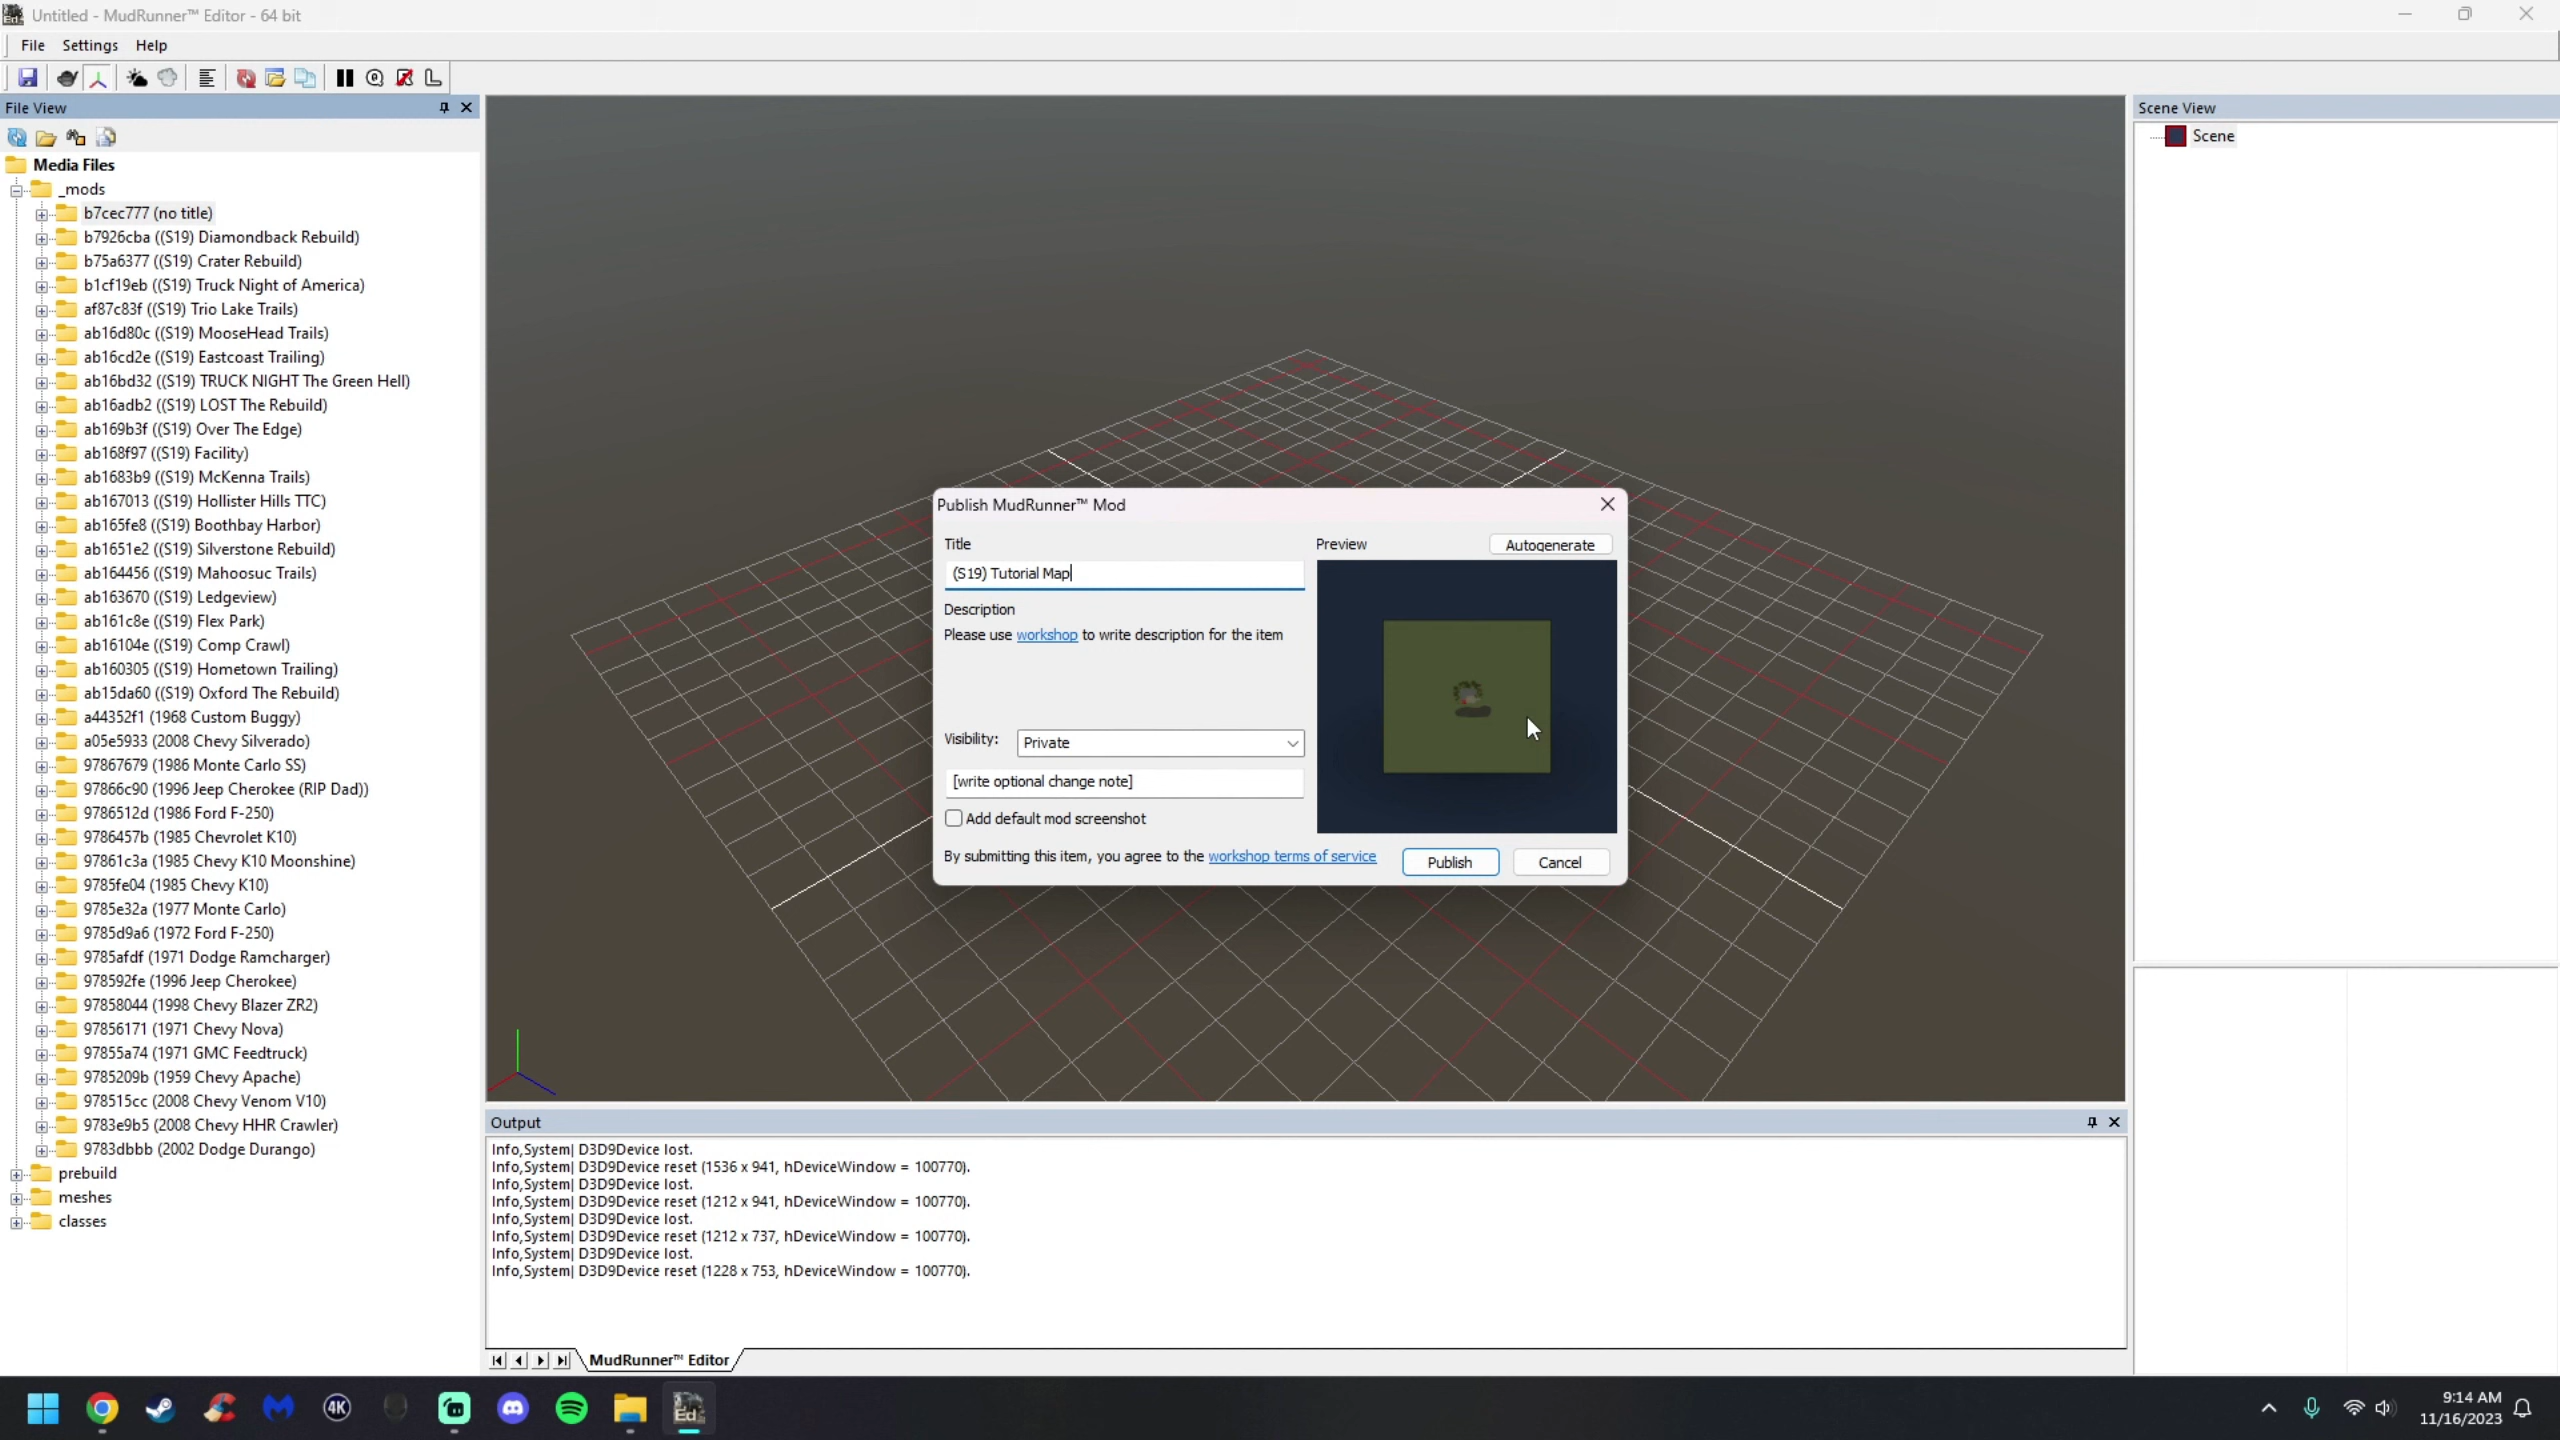 Untitled - MudRunner™ Editor - 64 bit
File Settings Help
File View
Media Files
_mods
b7cec777 (no title)
b7926cba ((S19) Diamondback Rebuild)
b75a6377 ((S19) Crater Rebuild)
b1cf19eb ((S19) Truck Night of America)
af87c83f ((S19) Trio Lake Trails)
ab16d80c ((S19) MooseHead Trails)
ab16cd2e ((S19) Eastcoast Trailing)
ab16bd32 ((S19) TRUCK NIGHT The Green Hell)
ab16adb2 ((S19) LOST The Rebuild)
ab169b3f ((S19) Over The Edge)
ab168f97 ((S19) Facility)
ab1683b9 ((S19) McKenna Trails)
ab167013 ((S19) Hollister Hills TTC)
ab165fe8 ((S19) Boothbay Harbor)
ab1651e2 ((S19) Silverstone Rebuild)
ab164456 ((S19) Mahoosuc Trails)
ab163670 ((S19) Ledgeview)
ab161c8e ((S19) Flex Park)
ab16104e ((S19) Comp Crawl)
ab160305 ((S19) Hometown Trailing)
ab15da60 ((S19) Oxford The Rebuild)
a44352f1 (1968 Custom Buggy)
a05e5933 (2008 Chevy Silverado)
97867679 (1986 Monte Carlo SS)
97866c90 (1996 Jeep Cherokee (RIP Dad))
9786512d (1986 Ford F-250)
9786457b (1985 Chevrolet K10)
97861c3a (1985 Chevy K10 Moonshine)
9785fe04 (1985 Chevy K10)
9785e32a (1977 Monte Carlo)
9785d9a6 (1972 Ford F-250)
9785afdf (1971 Dodge Ramcharger)
978592fe (1996 Jeep Cherokee)
97858044 (1998 Chevy Blazer ZR2)
97856171 (1971 Chevy Nova)
97855a74 (1971 GMC Feedtruck)
9785209b (1959 Chevy Apache)
978515cc (2008 Chevy Venom V10)
9783e9b5 (2008 Chevy HHR Crawler)
9783dbbb (2002 Dodge Durango)
prebuild
meshes
classes
Publish MudRunner™ Mod
Title
(S19) Tutorial Map
Description
Please use workshop to write description for the item
Visibility: Private
[write optional change note]
Add default mod screenshot
By submitting this item, you agree to the workshop terms of service
Preview
Autogenerate
Publish
Cancel
Output
Info,System| D3D9Device lost.
Info,System| D3D9Device reset (1536 x 941, hDeviceWindow = 100770).
Info,System| D3D9Device lost.
Info,System| D3D9Device reset (1212 x 941, hDeviceWindow = 100770).
Info,System| D3D9Device lost.
Info,System| D3D9Device reset (1212 x 737, hDeviceWindow = 100770).
Info,System| D3D9Device lost.
Info,System| D3D9Device reset (1228 x 753, hDeviceWindow = 100770).
MudRunner™ Editor
Scene View
Scene
4K
Ed
9:14 AM
11/16/2023